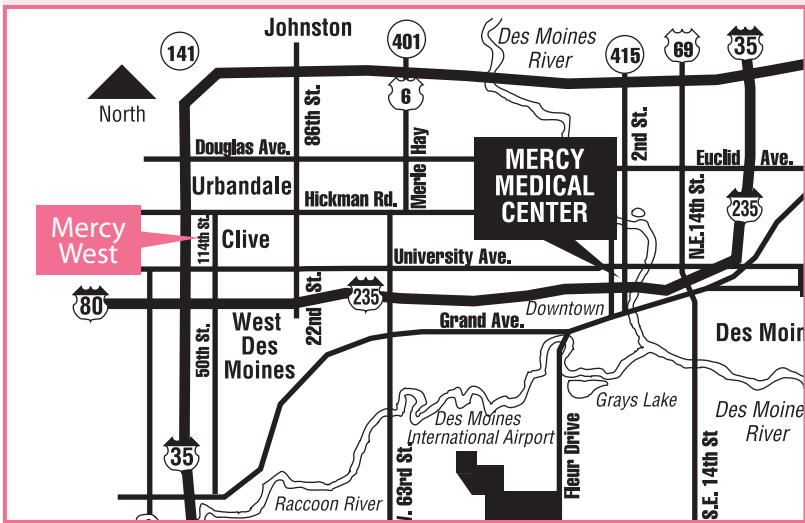 Johnston
401
Des Moines
River
415
69
35
141
6
North
86th St.
Merle Hay
2nd St.
Douglas Ave.
MERCY
MEDICAL
CENTER
Euclid Ave.
Urbandale
Hickman Rd.
N.E.14th St.
235
Mercy
West
114th St.
Clive
University Ave.
80
235
Downtown
22nd St.
West
Des
Moines
Grand Ave.
Des Moin
50th St.
Grays Lake
Des Moine
River
Des Moines
International Airport
35
63rd St.
Fleur Drive
S.E. 14th St
Raccoon River